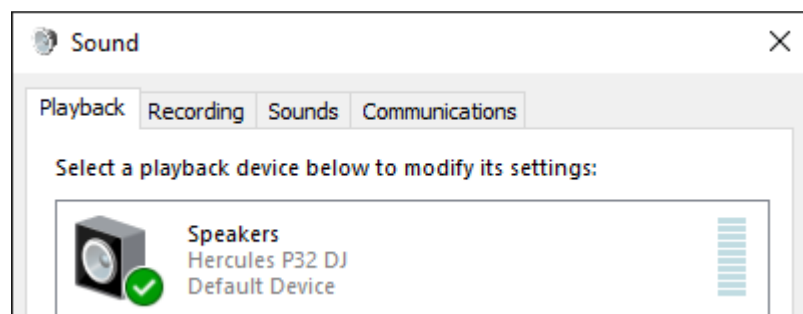 Sound
Playback Recording Sounds Communications
Select a playback device below to modify its settings:
Speakers
Hercules P32 DJ
Default Device